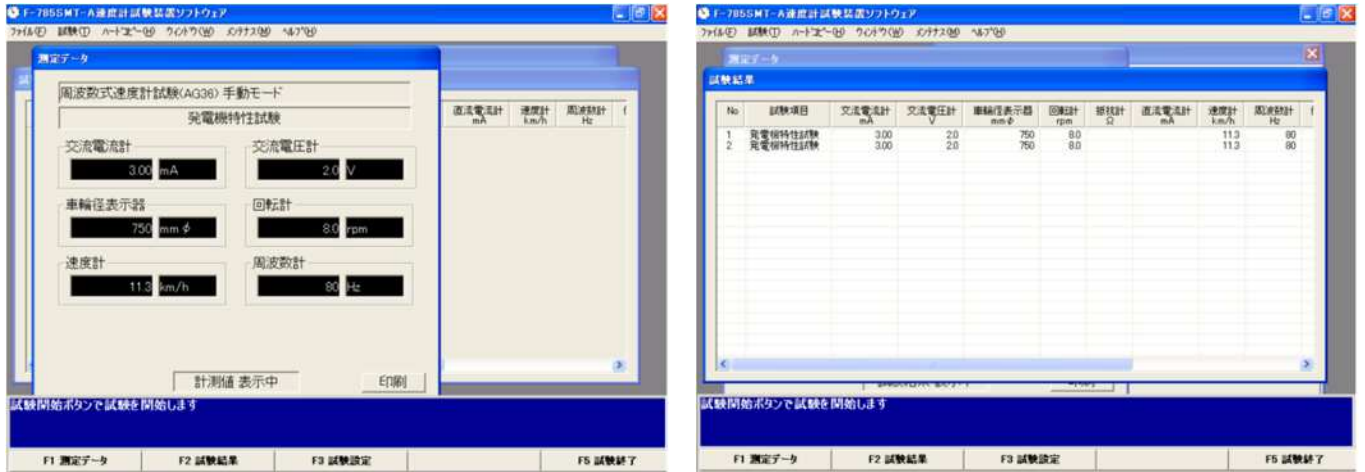 F-785SMT-A速度計試験装置ソフトウェア
ファイル(F) 試験(T) ハードコピー(H) ウィンドウ(W) メンテナンス(M) ヘルプ(H)
測定データ
周波数式速度計試験(AG36) 手動モード
発電機特性試験
交流電流計 交流電圧計
3.00 mA 2.0 V
車輪径表示器 回転計
750 mmφ 8.0 rpm
速度計 周波数計
11.3 km/h 80 Hz
計測値 表示中 印刷
直流電流計 速度計 周波数計
mA km/h Hz
試験開始ボタンで試験を開始します
F1 測定データ F2 試験結果 F3 試験設定 F5 試験終了
F-785SMT-A速度計試験装置ソフトウェア
ファイル(F) 試験(T) ハードコピー(H) ウィンドウ(W) メンテナンス(M) ヘルプ(H)
測定データ
試験結果
No 試験項目 交流電流計 交流電圧計 車輪径表示器 回転計 抵抗計 直流電流計 速度計 周波数計
mA V mmφ rpm Ω mA km/h Hz
1 発電機特性試験 3.00 2.0 750 8.0 11.3 80
2 発電機特性試験 3.00 2.0 750 8.0 11.3 80
試験開始ボタンで試験を開始します
F1 測定データ F2 試験結果 F3 試験設定 F5 試験終了